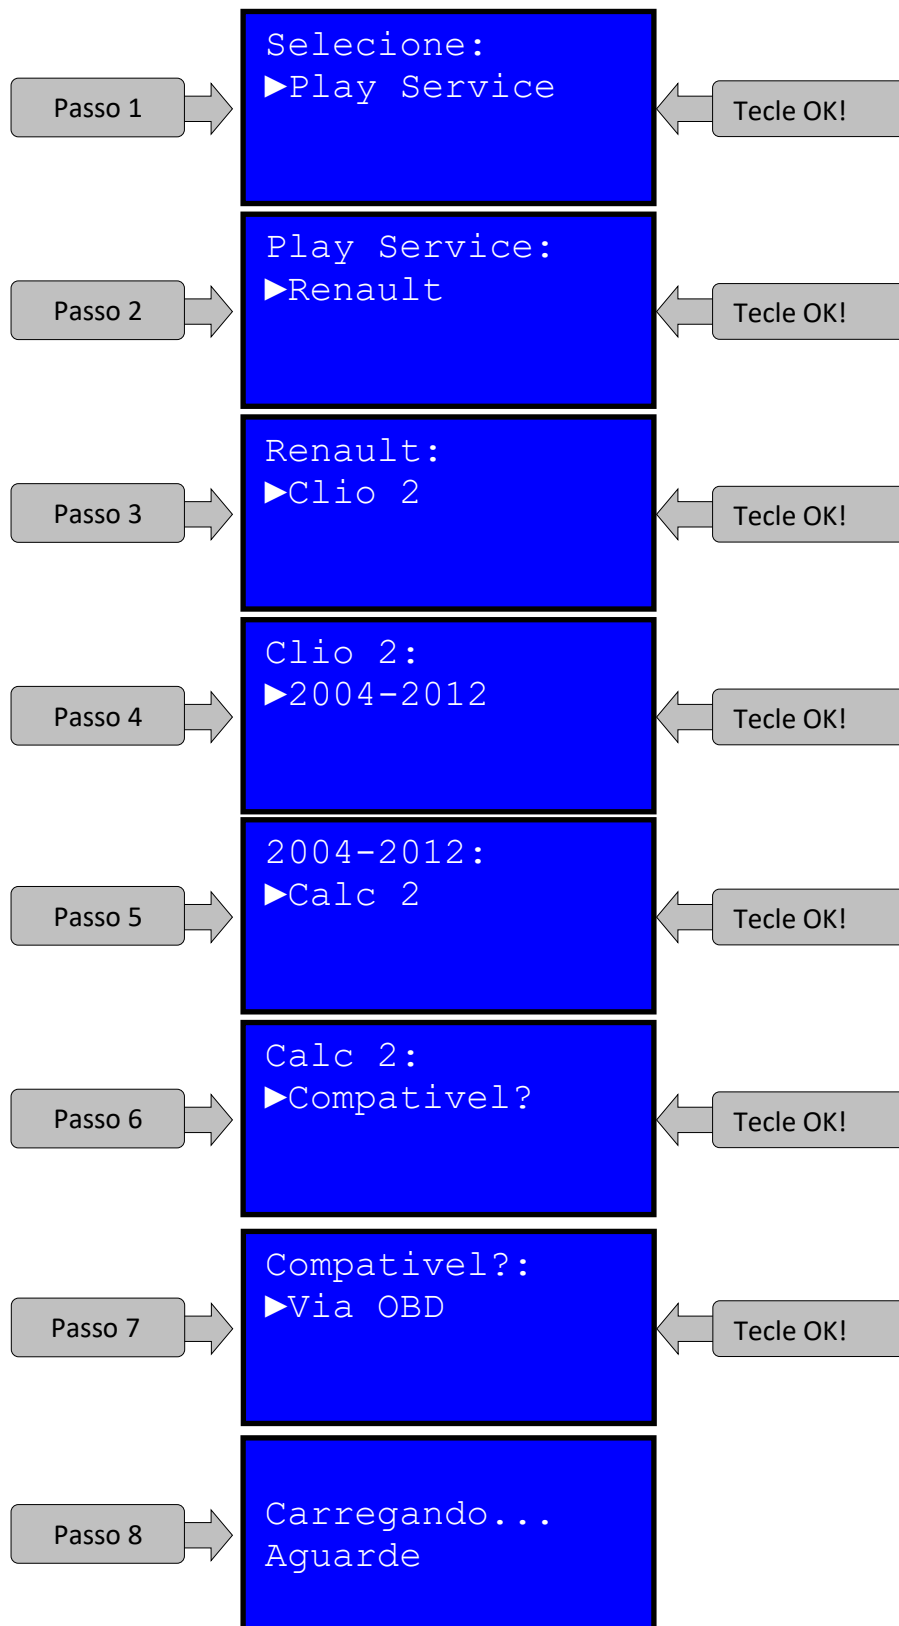 Selecione:
Passo 1
►Play Service
Tecle OK!
Play Service:
Passo 2
►Renault
Tecle OK!
Renault:
Passo 3
►Clio 2
Tecle OK!
Clio 2:
Passo 4
►2004-2012
Tecle OK!
2004-2012:
Passo 5
►Calc 2
Tecle OK!
Calc 2:
Passo 6
►Compativel?
Tecle OK!
Compativel?:
Passo 7
►Via OBD
Tecle OK!
Passo 8
Carregando...
Aguarde